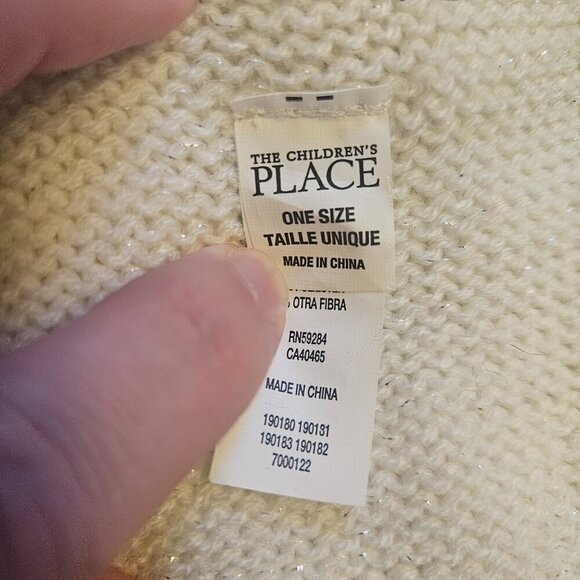 THE CHILDREN'S
PLACE
ONE SIZE
TAILLE UNIQUE
MADE IN CHINA
OTRA FIBRA
RN59284
CA40465
MADE IN CHINA
190180 190181
190183 190182
7000122